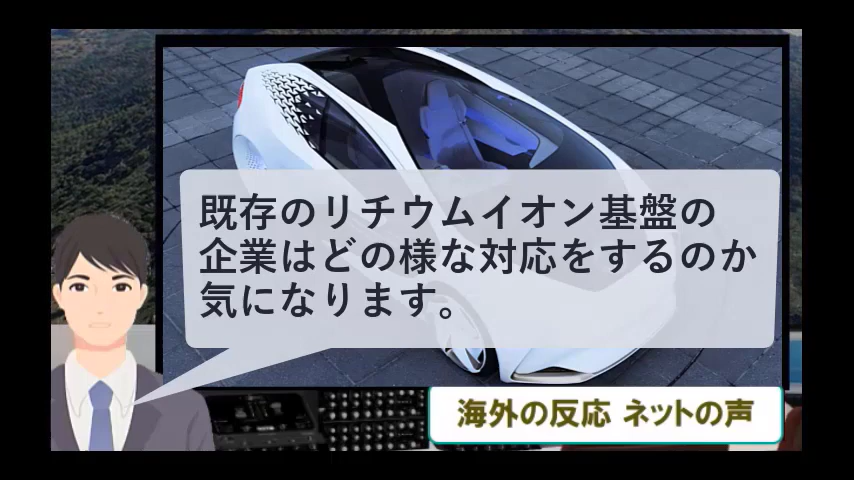 既存のリチウムイオン基盤の
企業はどの様な対応をするのか
気になります。
海外の反応 ネットの声